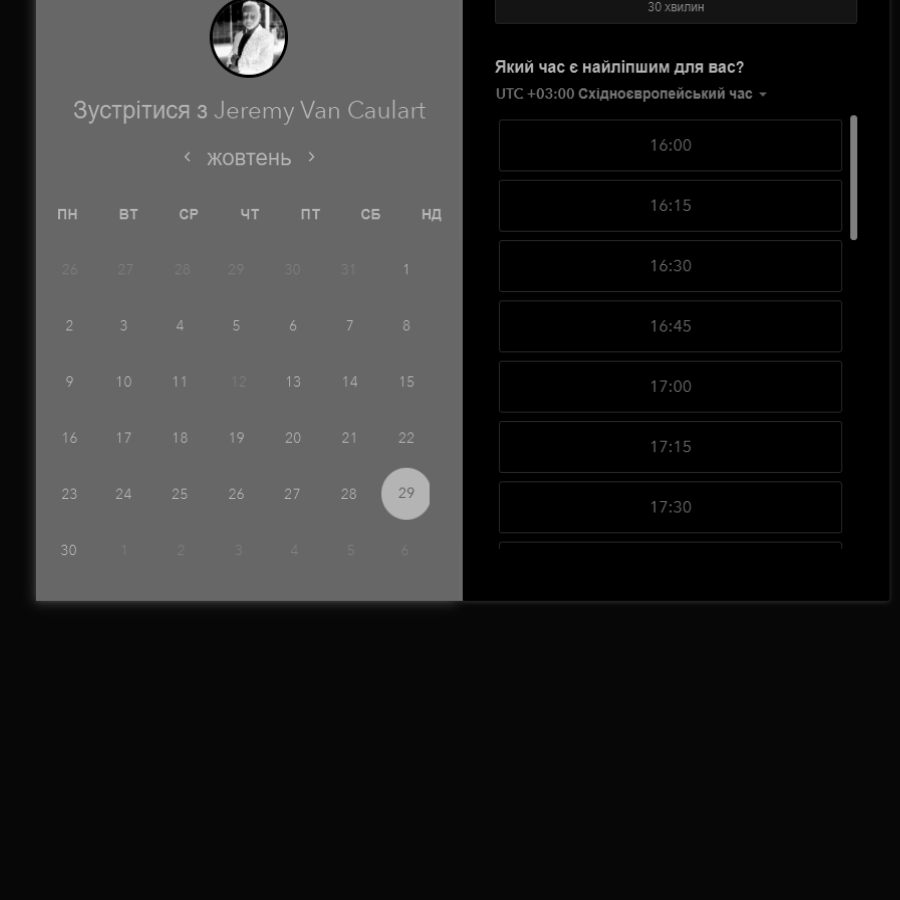 Зустрітися з Jeremy Van Caulart
жовтень
ПН ВТ СР ЧТ ПТ СБ НД
26 27 28 29 30 31 1
2 3 4 5 6 7 8
9 10 11 12 13 14 15
16 17 18 19 20 21 22
23 24 25 26 27 28 29
30 1 2 3 4 5 6
30 хвилин
Який час є найліпшим для вас?
UTC +03:00 Східноєвропейський час
16:00
16:15
16:30
16:45
17:00
17:15
17:30